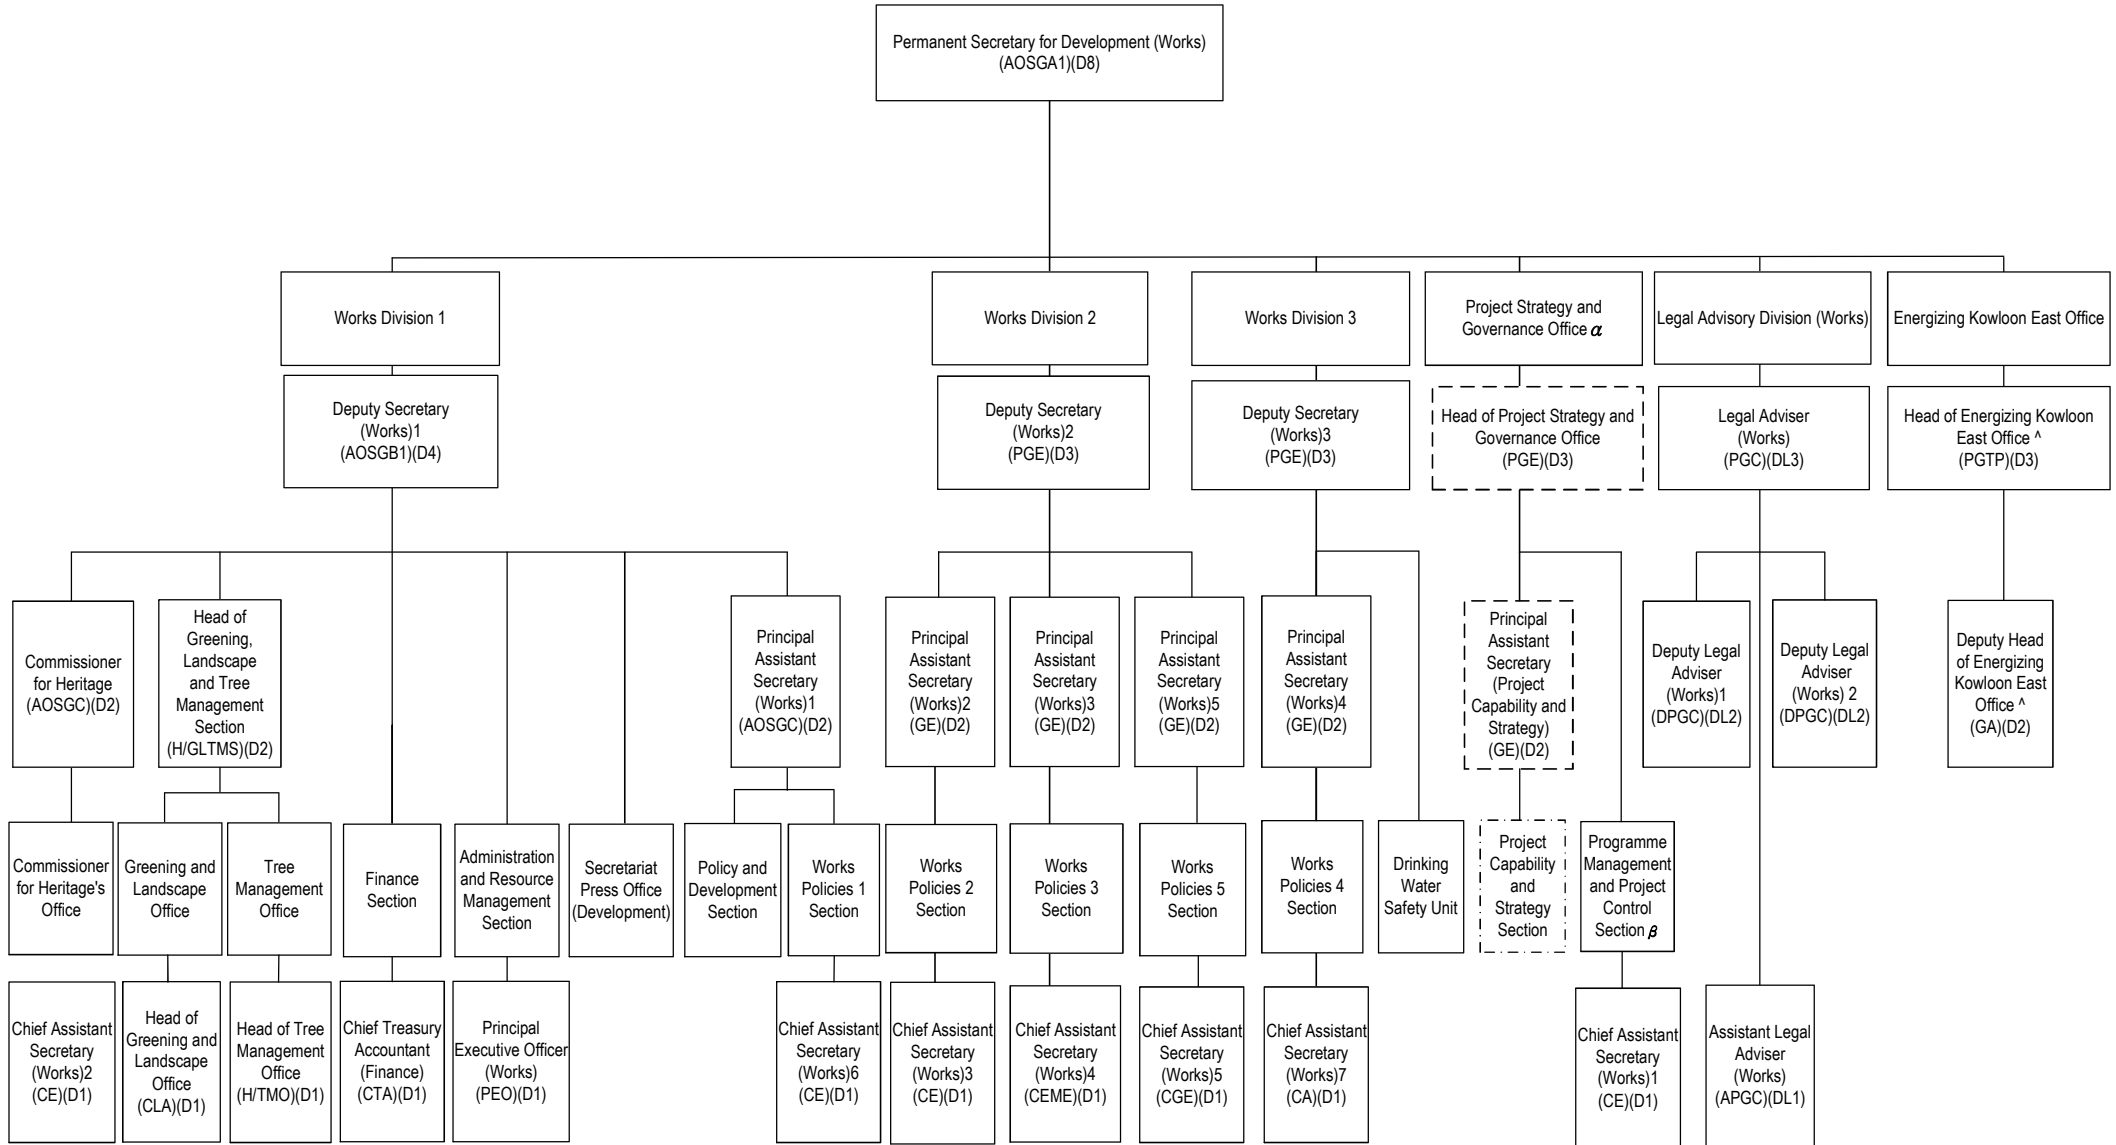 Permanent Secretary for Development (Works)
(AOSGA1)(D8)
Works Division 1
Works Division 2
Works Division 3
Project Strategy and
Governance Office α
Legal Advisory Division (Works)
Energizing Kowloon East Office
Deputy Secretary
(Works)1
(AOSGB1)(D4)
Deputy Secretary
(Works)2
(PGE)(D3)
Deputy Secretary
(Works)3
(PGE)(D3)
Head of Project Strategy and
Governance Office
(PGE)(D3)
Legal Adviser
(Works)
(PGC)(DL3)
Head of Energizing Kowloon
East Office ^
(PGTP)(D3)
Commissioner
for Heritage
(AOSGC)(D2)
Head of
Greening,
Landscape
and Tree
Management
Section
(H/GLTMS)(D2)
Principal
Assistant
Secretary
(Works)1
(AOSGC)(D2)
Principal
Assistant
Secretary
(Works)2
(GE)(D2)
Principal
Assistant
Secretary
(Works)3
(GE)(D2)
Principal
Assistant
Secretary
(Works)5
(GE)(D2)
Principal
Assistant
Secretary
(Works)4
(GE)(D2)
Principal
Assistant
Secretary
(Project
Capability and
Strategy)
(GE)(D2)
Deputy Legal
Adviser
(Works)1
(DPGC)(DL2)
Deputy Legal
Adviser
(Works) 2
(DPGC)(DL2)
Deputy Head
of Energizing
Kowloon East
Office ^
(GA)(D2)
Commissioner
for Heritage's
Office
Greening and
Landscape
Office
Tree
Management
Office
Finance
Section
Administration
and Resource
Management
Section
Secretariat
Press Office
(Development)
Policy and
Development
Section
Works
Policies 1
Section
Works
Policies 2
Section
Works
Policies 3
Section
Works
Policies 5
Section
Works
Policies 4
Section
Drinking
Water
Safety Unit
Project
Capability
and
Strategy
Section
Programme
Management
and Project
Control
Section β
Chief Assistant
Secretary
(Works)2
(CE)(D1)
Head of
Greening and
Landscape
Office
(CLA)(D1)
Head of Tree
Management
Office
(H/TMO)(D1)
Chief Treasury
Accountant
(Finance)
(CTA)(D1)
Principal
Executive Officer
(Works)
(PEO)(D1)
Chief Assistant
Secretary
(Works)6
(CE)(D1)
Chief Assistant
Secretary
(Works)3
(CE)(D1)
Chief Assistant
Secretary
(Works)4
(CEME)(D1)
Chief Assistant
Secretary
(Works)5
(CGE)(D1)
Chief Assistant
Secretary
(Works)7
(CA)(D1)
Chief Assistant
Secretary
(Works)1
(CE)(D1)
Assistant Legal
Adviser
(Works)
(APGC)(DL1)